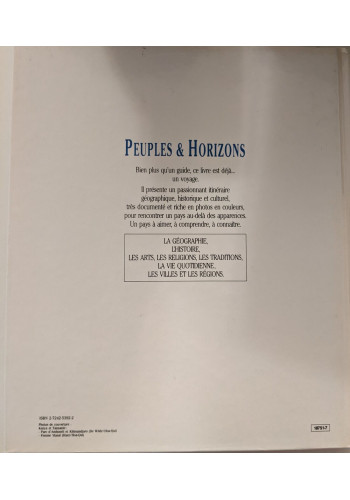 PEUPLES & HORIZONS
Bien plus qu'un guide, ce livre est déjà...
un voyage.
Il présente un passionnant itinéraire
géographique, historique et culturel,
très documenté et riche en photos en couleurs,
pour rencontrer un pays au-delà des apparences.
Un pays à aimer, à comprendre, à connaître.
LA GÉOGRAPHIE,
L'HISTOIRE,
LES ARTS, LES RELIGIONS, LES TRADITIONS,
LA VIE QUOTIDIENNE,
LES VILLES ET LES RÉGIONS.
Photos de couverture :